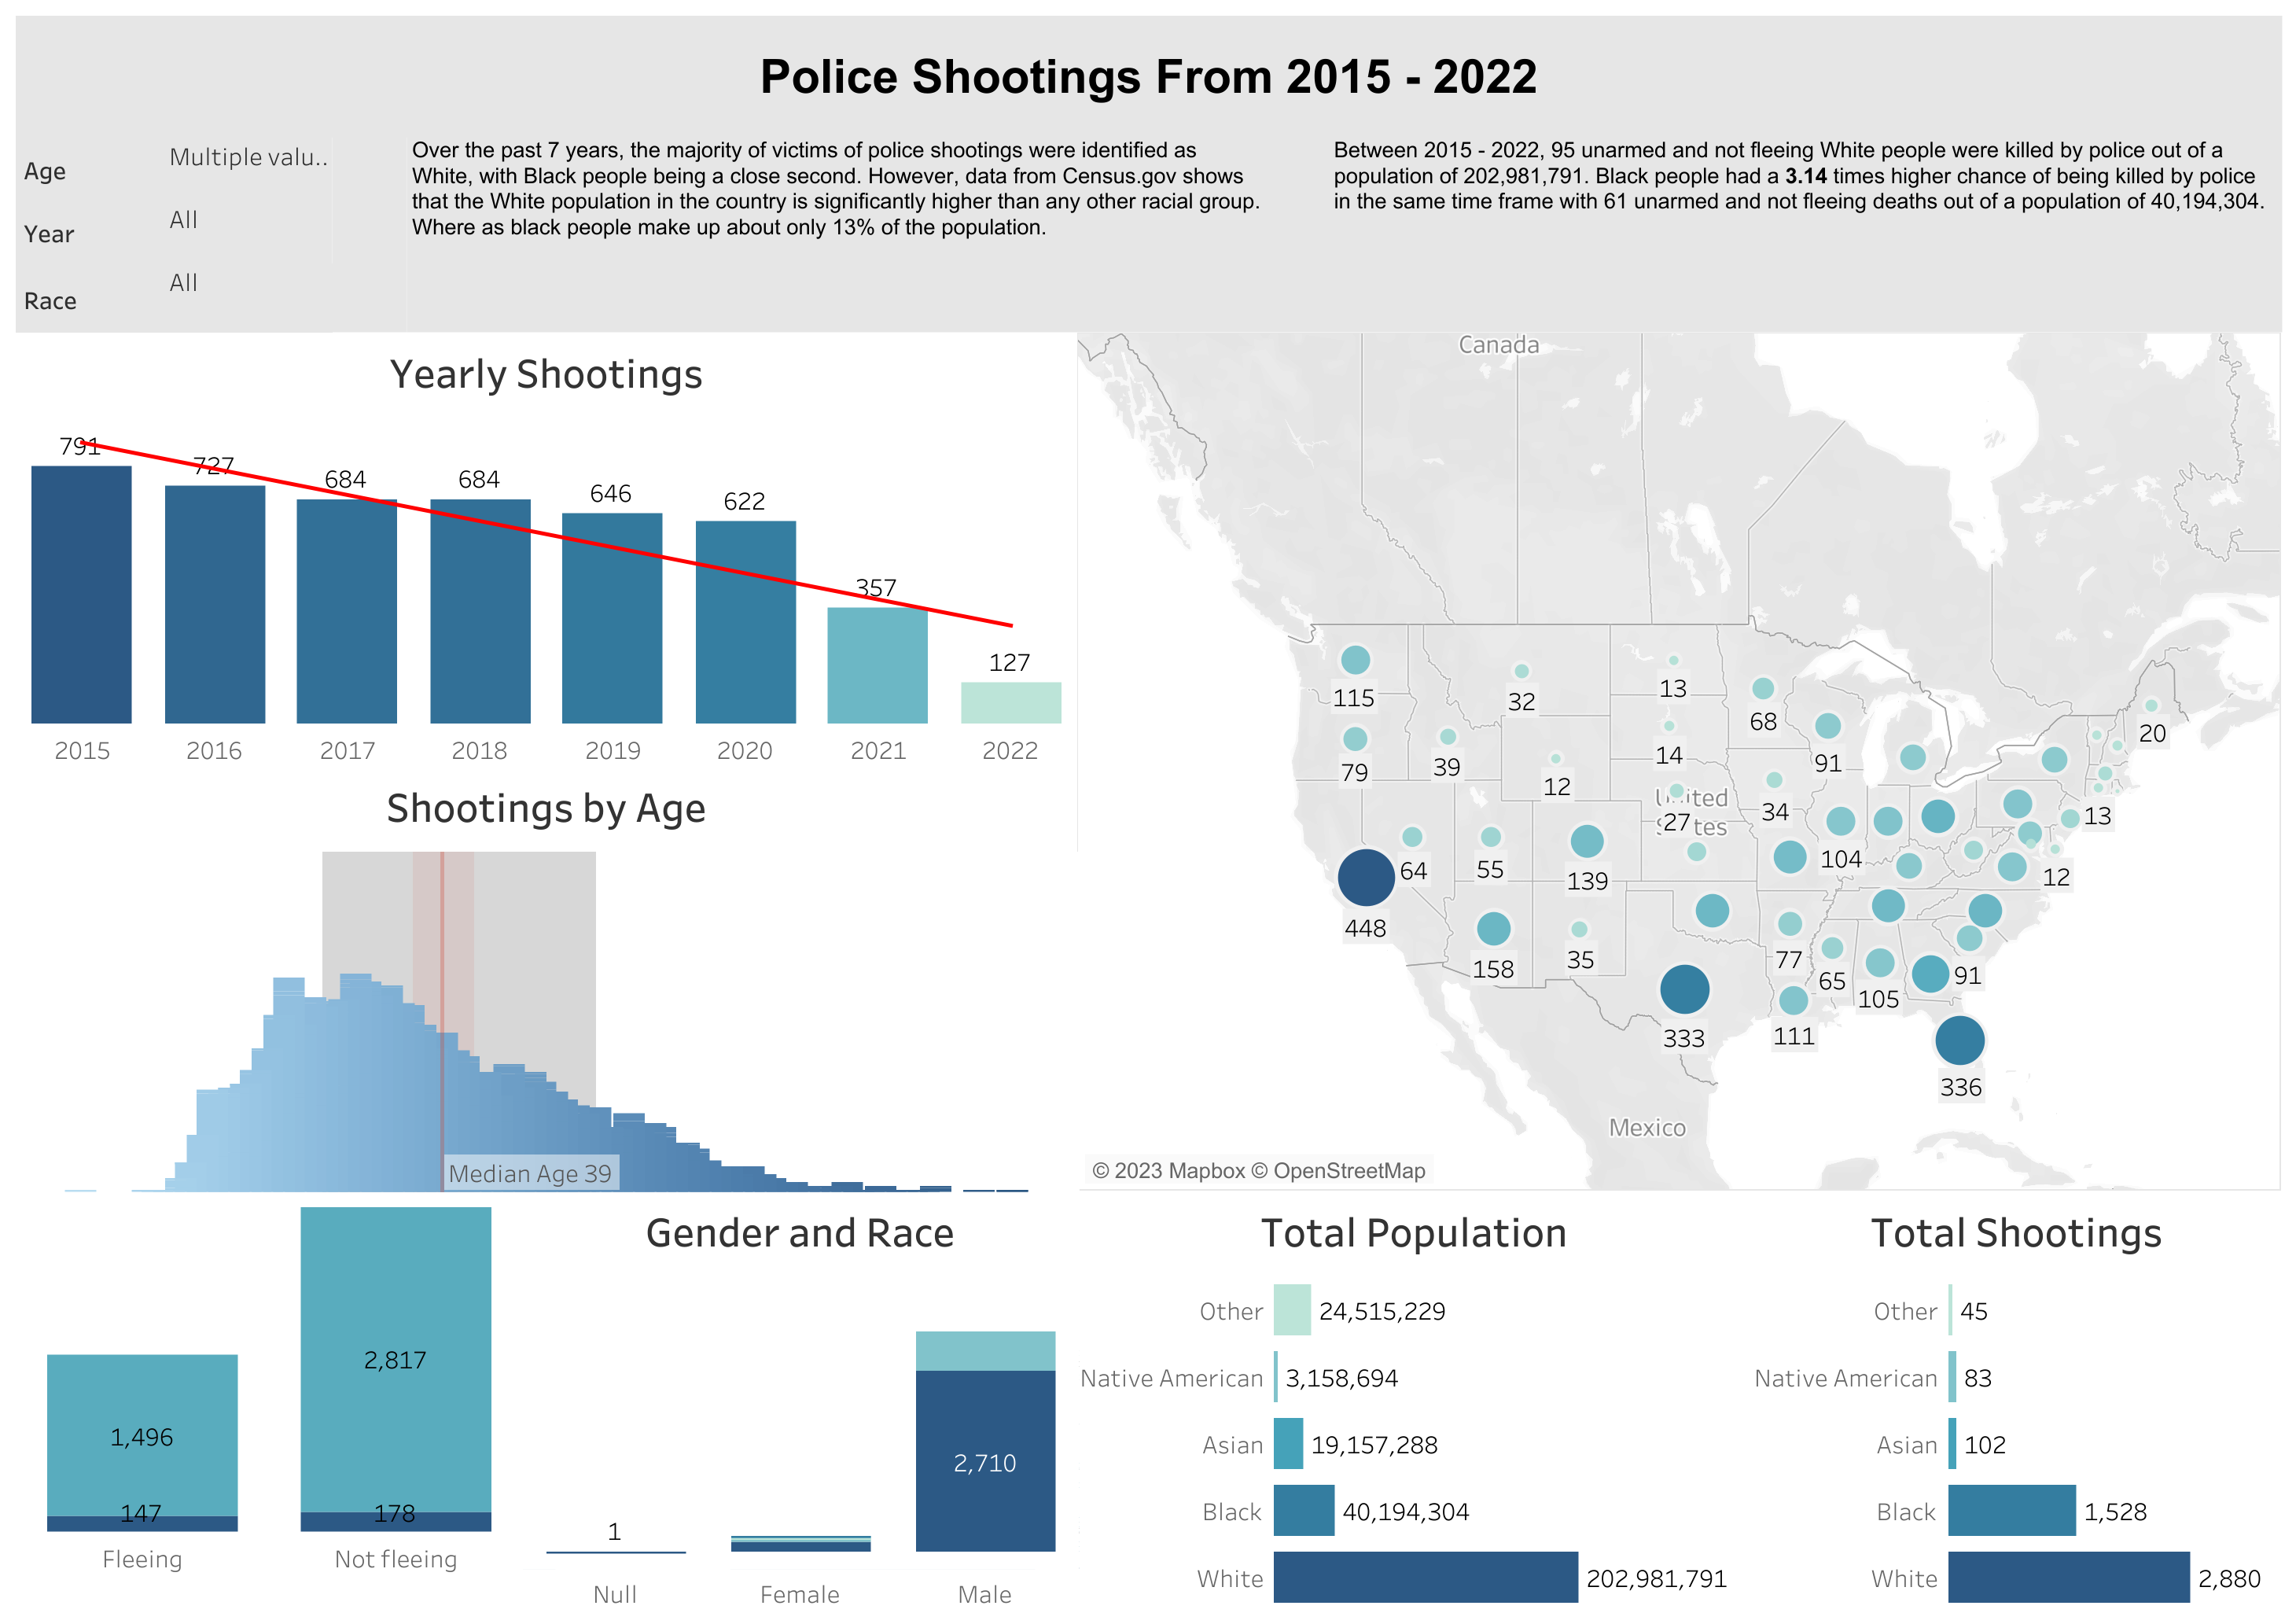 Police Shootings From 2015 - 2022
Age
Multiple valu..
Year
All
Race
All
Over the past 7 years, the majority of victims of police shootings were identified as
White, with Black people being a close second. However, data from Census.gov shows
that the White population in the country is significantly higher than any other racial group.
Where as black people make up about only 13% of the population.
Between 2015 - 2022, 95 unarmed and not fleeing White people were killed by police out of a
population of 202,981,791. Black people had a 3.14 times higher chance of being killed by police
in the same time frame with 61 unarmed and not fleeing deaths out of a population of 40,194,304.
Yearly Shootings
791
727
684
684
646
622
357
127
2015
2016
2017
2018
2019
2020
2021
2022
Shootings by Age
Median Age 39
Canada
United
States
Mexico
115
32
13
68
20
79
39
12
14
91
34
27
13
64
55
139
104
12
448
158
35
77
65
105
91
333
111
336
© 2023 Mapbox © OpenStreetMap
1,496
147
Fleeing
2,817
178
Not fleeing
Gender and Race
1
2,710
Null
Female
Male
Total Population
Other 24,515,229
Native American 3,158,694
Asian 19,157,288
Black 40,194,304
White 202,981,791
Total Shootings
Other 45
Native American 83
Asian 102
Black 1,528
White 2,880